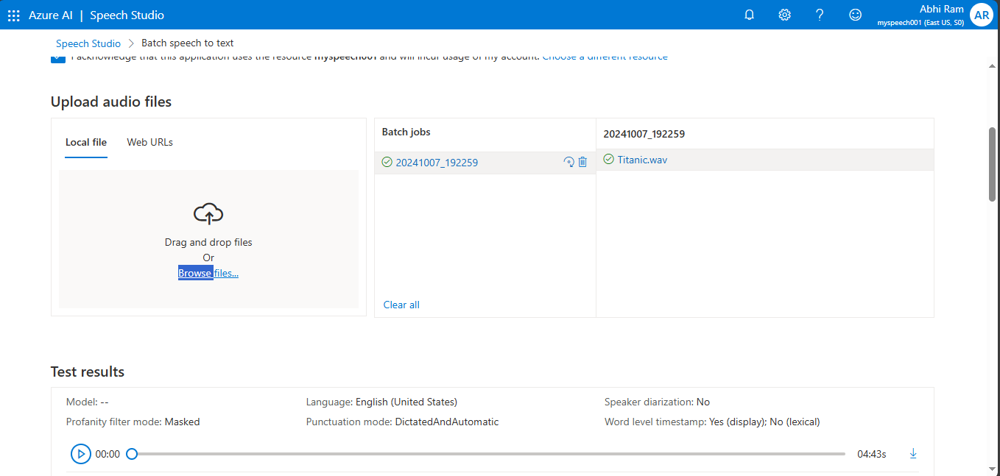 Azure AI | Speech Studio
Abhi Ram
myspeech001 (East US, S0)
AR
Speech Studio > Batch speech to text
I acknowledge that this application uses the resource myspeech001 and will incur usage of my account. Choose a different resource
Upload audio files
Local file Web URLs
Drag and drop files
Or
Browse files...
Batch jobs
20241007_192259
Clear all
20241007_192259
Titanic.wav
Test results
Model: -- Language: English (United States) Speaker diarization: No
Profanity filter mode: Masked Punctuation mode: DictatedAndAutomatic Word level timestamp: Yes (display); No (lexical)
00:00 04:43s